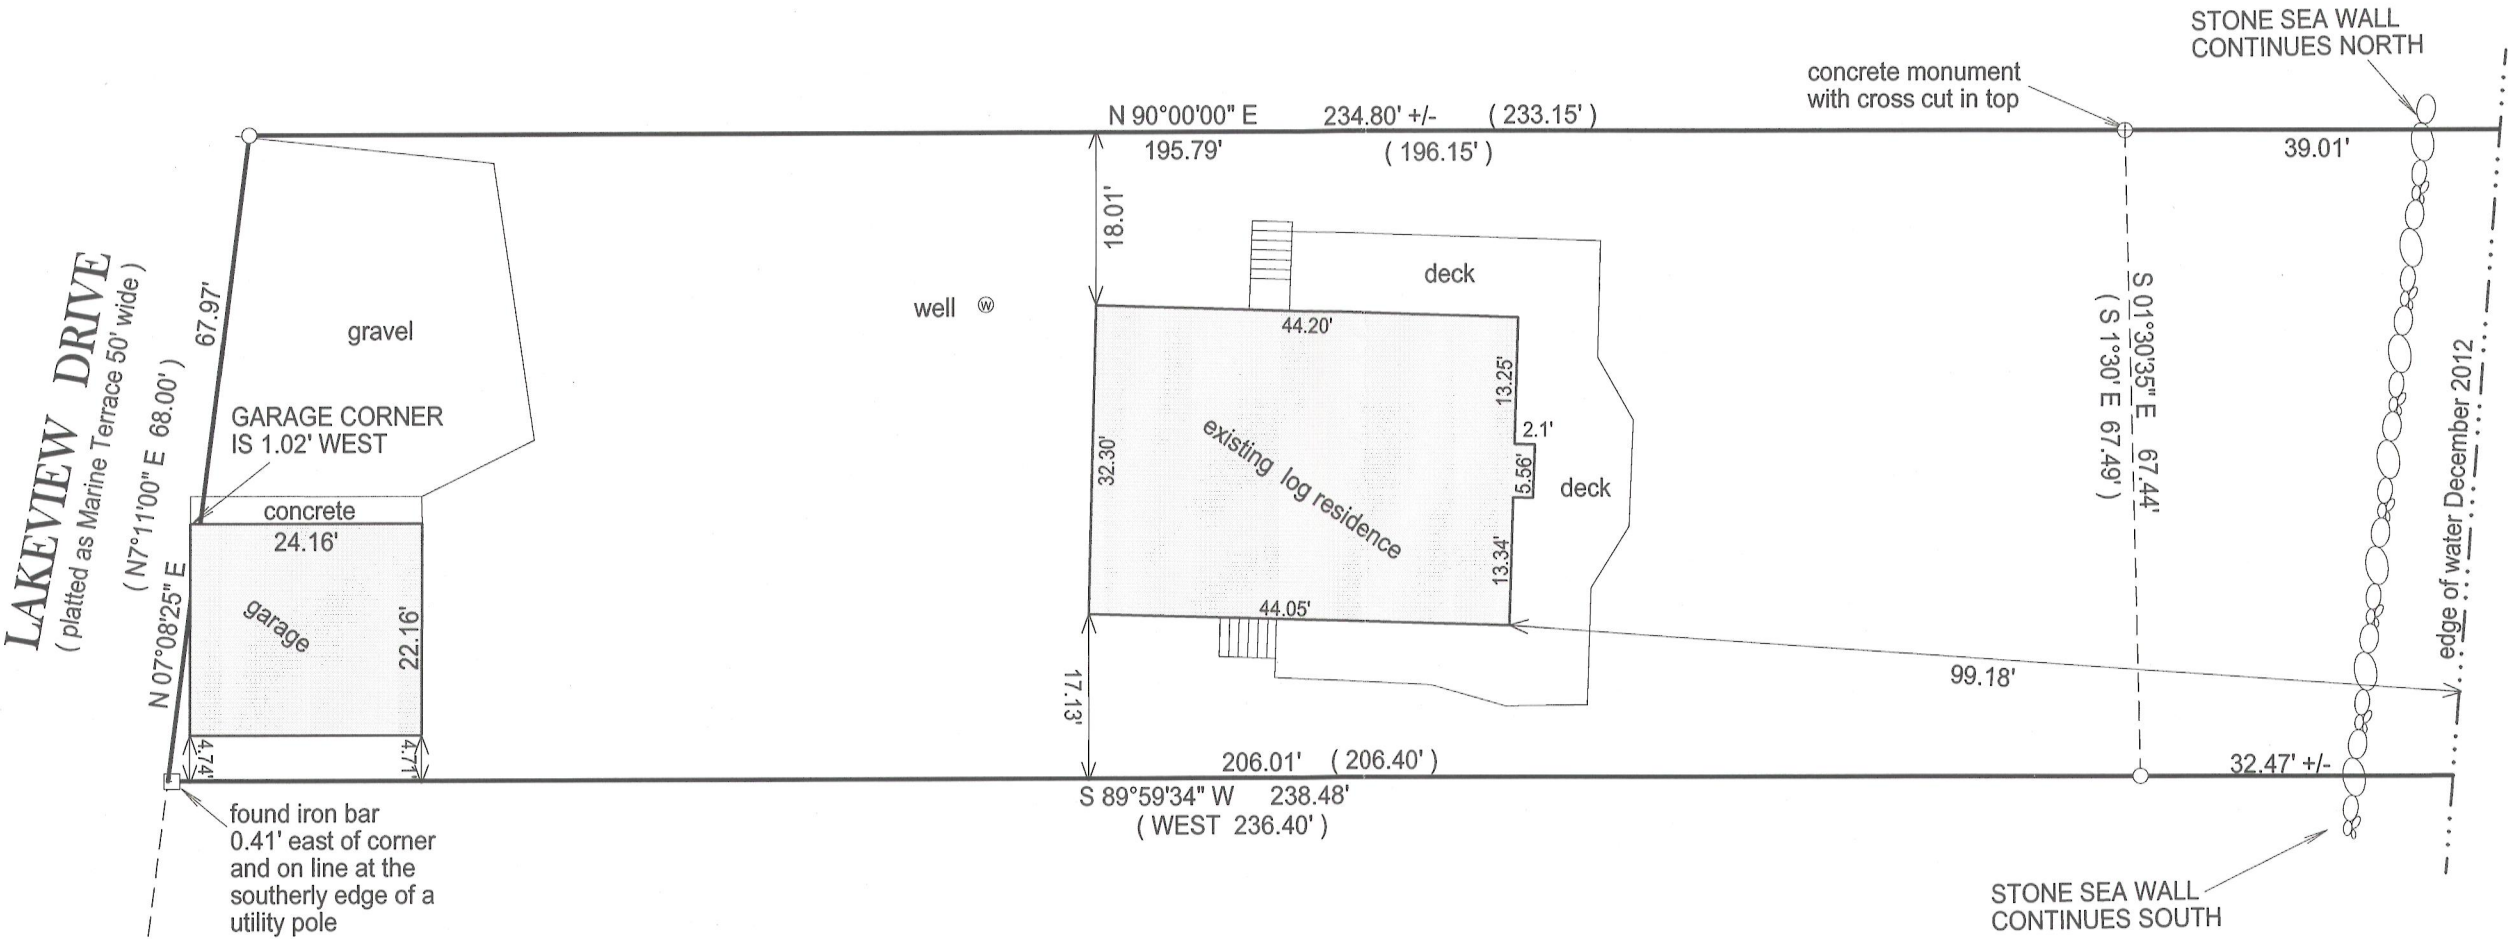 STONE SEA WALL
CONTINUES NORTH
concrete monument
with cross cut in top
N 90°00'00" E 234.80' +/- ( 233.15' )
195.79' ( 196.15' )
39.01'
18.01'
LAKEVIEW DRIVE
( platted as Marine Terrace 50' wide )
( N7°11'00" E 68.00' )
67.97'
N 07°08'25" E
gravel
GARAGE CORNER
IS 1.02' WEST
concrete
24.16'
garage
22.16'
4.74'
4.71'
well W
deck
44.20'
13.25'
2.1'
5.56'
deck
existing log residence
32.30'
13.34'
44.05'
17.13'
S 01°30'35" E 67.44'
( S 1°30' E 67.49' )
edge of water December 2012
99.18'
206.01' ( 206.40' )
32.47' +/-
S 89°59'34" W 238.48'
( WEST 236.40' )
found iron bar
0.41' east of corner
and on line at the
southerly edge of a
utility pole
STONE SEA WALL
CONTINUES SOUTH